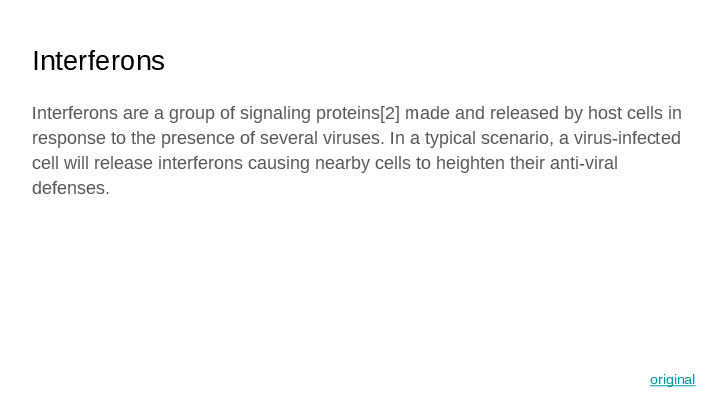 Interferons
Interferons are a group of signaling proteins[2] made and released by host cells in
response to the presence of several viruses. In a typical scenario, a virus-infected
cell will release interferons causing nearby cells to heighten their anti-viral
defenses.
original